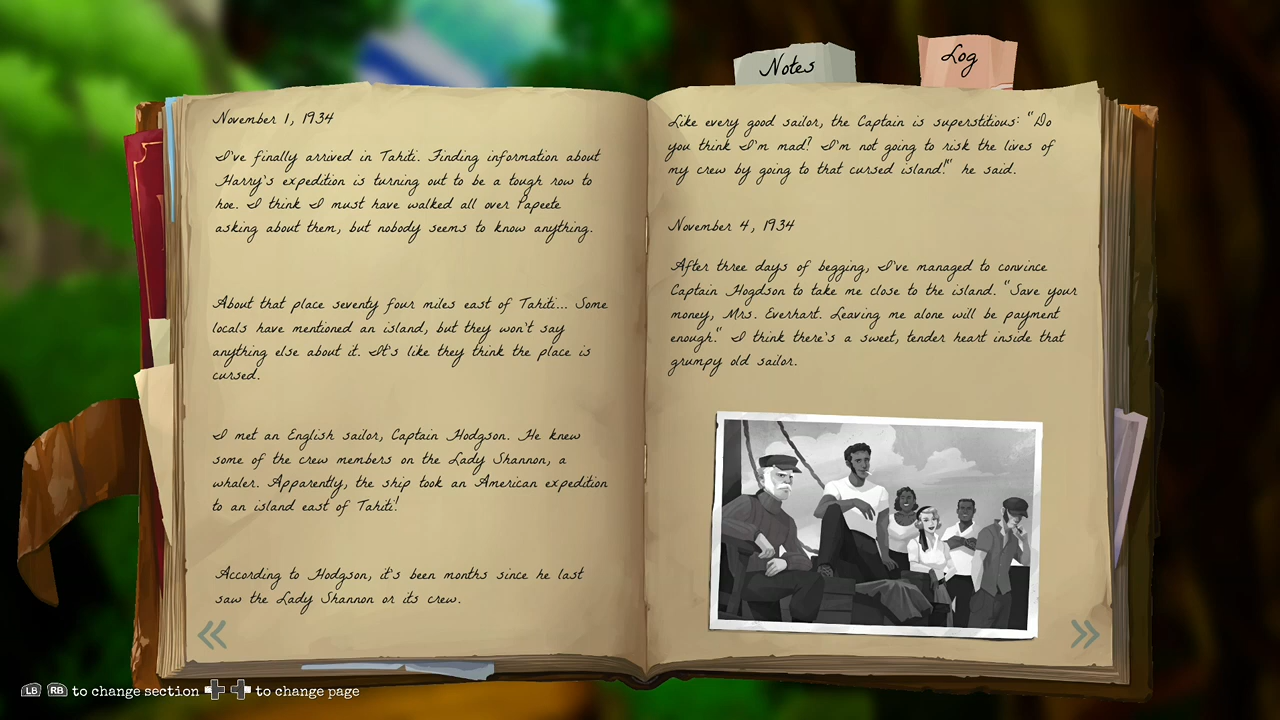 Notes
Log
November 1, 1934
I've finally arrived in Tahiti. Finding information about
Harry's expedition is turning out to be a tough row to
hoe. I think I must have walked all over Papeete
asking about them, but nobody seems to know anything.
About that place seventy four miles east of Tahiti... Some
locals have mentioned an island, but they won't say
anything else about it. It's like they think the place is
cursed.
I met an English sailor, Captain Hodgson. He knew
some of the crew members on the Lady Shannon, a
whaler. Apparently, the ship took an American expedition
to an island east of Tahiti!
According to Hodgson, it's been months since he last
saw the Lady Shannon or its crew.
Like every good sailor, the Captain is superstitious: "Do
you think I'm mad? I'm not going to risk the lives of
my crew by going to that cursed island!" he said.
November 4, 1934
After three days of begging, I've managed to convince
Captain Hogdson to take me close to the island. "Save your
money, Mrs. Everhart. Leaving me alone will be payment
enough." I think there's a sweet, tender heart inside that
grumpy old sailor.
LB RB to change section to change page